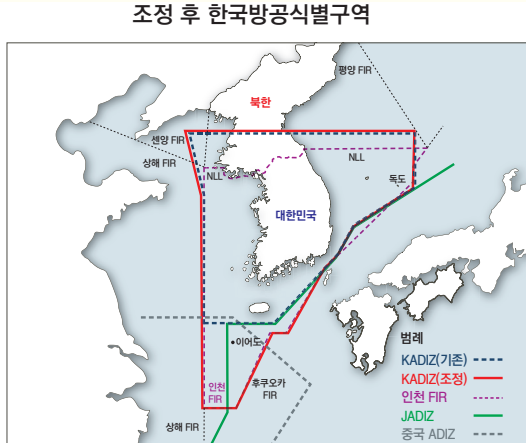 조정 후 한국방공식별구역
평양 FIR
북한
센양 FIR
상해 FIR
NLL
NLL
독도
대한민국
이어도
인천
FIR
후쿠오카
FIR
상해 FIR
범례
KADIZ(기존)
KADIZ(조정)
인천 FIR
JADIZ
중국 ADIZ